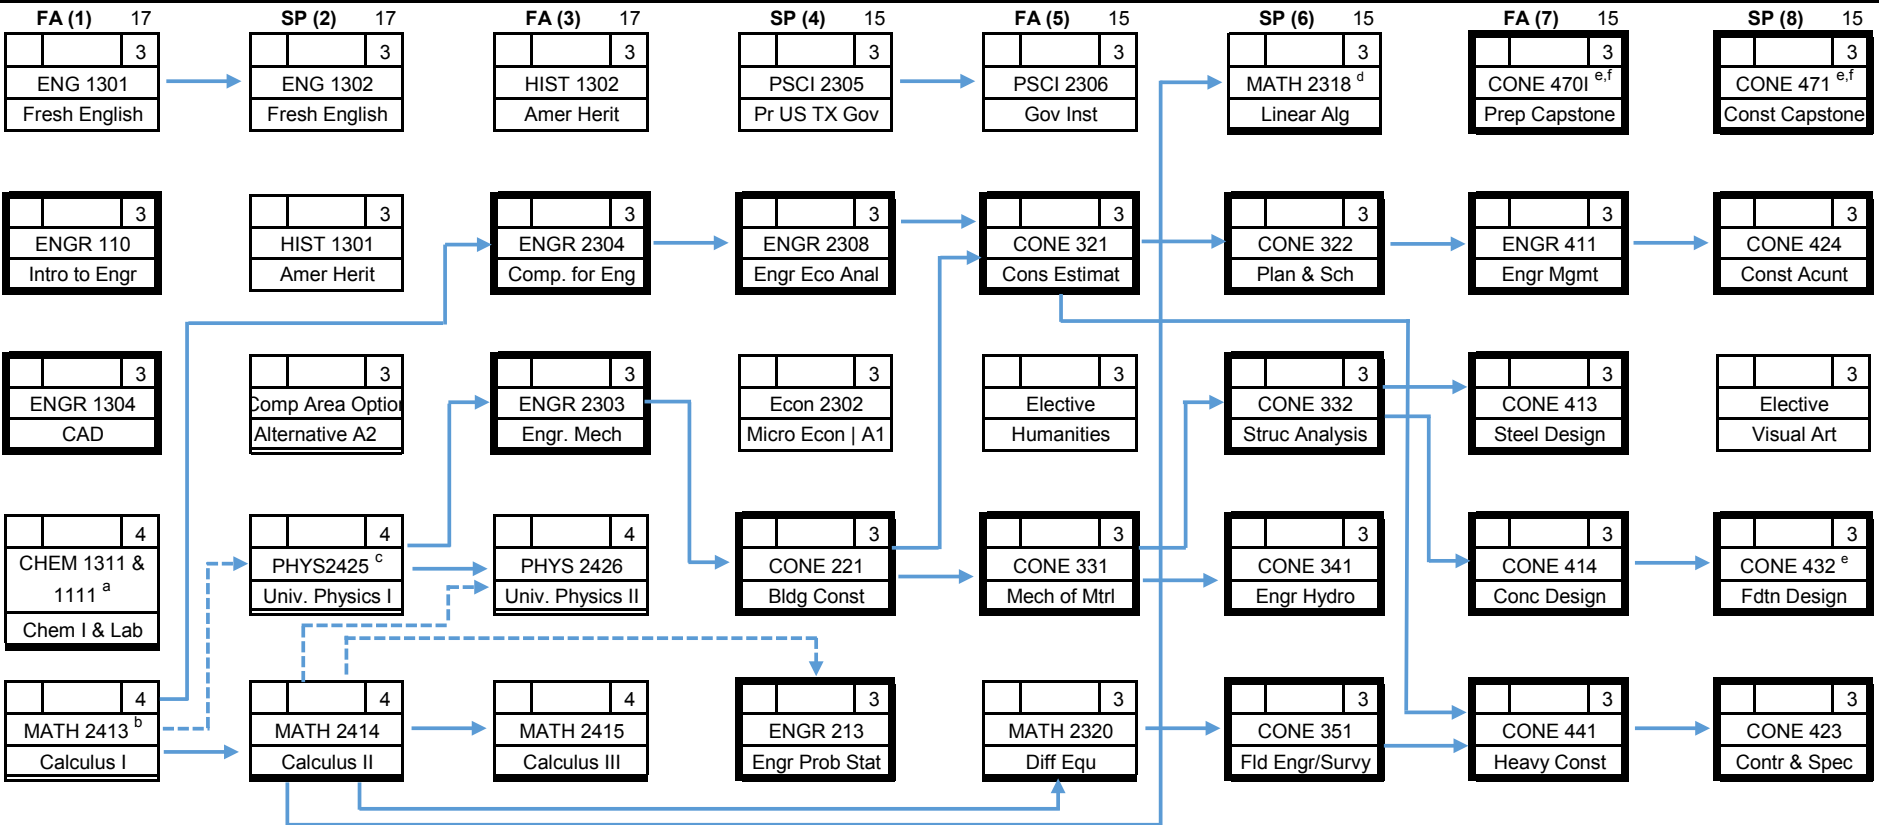 FA (1) 17 SP (2) 17 FA (3) 17 SP (4) 15 FA (5) 15 SP (6) 15 FA (7) 15 SP (8) 15
3 3 3 3 3 3 3 3
ENG 1301 ENG 1302 HIST 1302 PSCI 2305 PSCI 2306 MATH 2318 d CONE 470I e,f CONE 471 e,f
Fresh English Fresh English Amer Herit Pr US TX Gov Gov Inst Linear Alg Prep Capstone Const Capstone
3 3 3 3 3 3 3 3
ENGR 110 HIST 1301 ENGR 2304 ENGR 2308 CONE 321 CONE 322 ENGR 411 CONE 424
Intro to Engr Amer Herit Comp. for Eng Engr Eco Anal Cons Estimat Plan & Sch Engr Mgmt Const Acunt
3 3 3 3 3 3 3 3
ENGR 1304 Comp Area Option ENGR 2303 Econ 2302 Elective CONE 332 CONE 413 Elective
CAD Alternative A2 Engr. Mech Micro Econ | A1 Humanities Struc Analysis Steel Design Visual Art
4 4 4 3 3 3 3 3
CHEM 1311 & PHYS2425 c PHYS 2426 CONE 221 CONE 331 CONE 341 CONE 414 CONE 432 e
1111 a Univ. Physics I Univ. Physics II Bldg Const Mech of Mtrl Engr Hydro Conc Design Fdtn Design
Chem I & Lab
4 4 4 3 3 3 3 3
MATH 2413 b MATH 2414 MATH 2415 ENGR 213 MATH 2320 CONE 351 CONE 441 CONE 423
Calculus I Calculus II Calculus III Engr Prob Stat Diff Equ Fld Engr/Survy Heavy Const Contr & Spec